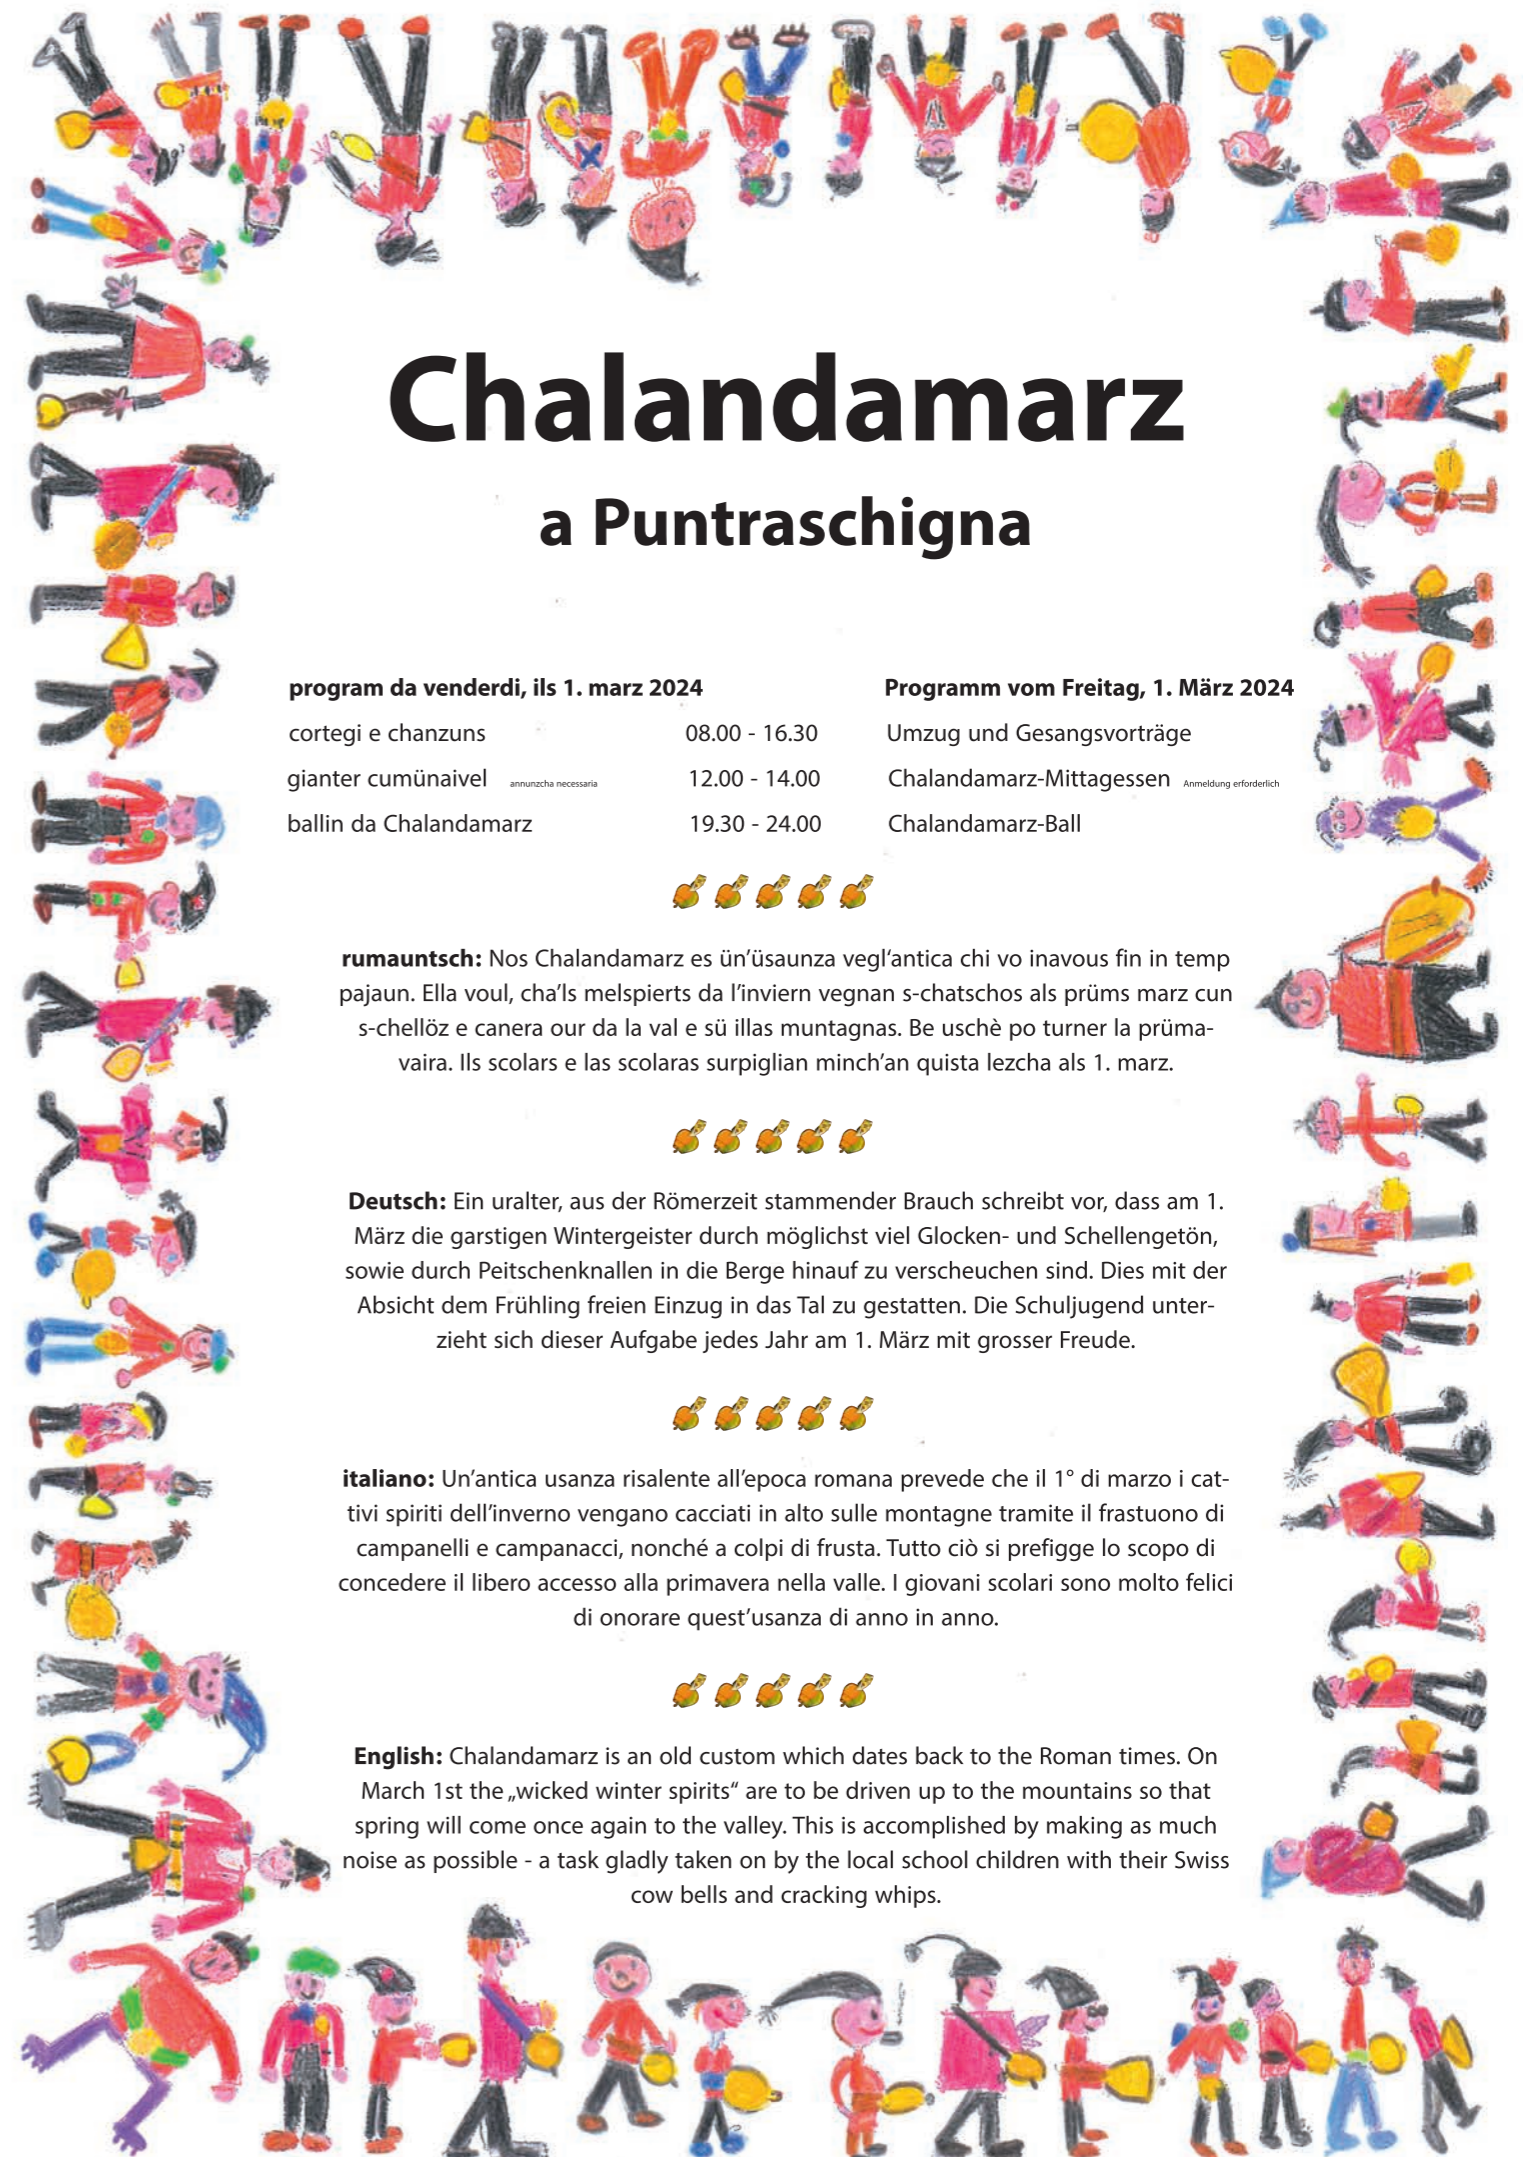 Chalandamarz
a Puntraschigna
program da venderdi, ils 1. marz 2024 Programm vom Freitag, 1. März 2024
cortegi e chanzuns 08.00 - 16.30 Umzug und Gesangsvorträge
gianter cumünaivel annunzcha necessaria 12.00 - 14.00 Chalandamarz-Mittagessen Anmeldung erforderlich
ballin da Chalandamarz 19.30 - 24.00 Chalandamarz-Ball
rumauntsch: Nos Chalandamarz es ün’üsaunza vegl‘antica chi vo inavous fin in temp
pajaun. Ella voul, cha’ls melspierts da l’inviern vegnan s-chatschos als prüms marz cun
s-chellöz e canera our da la val e sü illas muntagnas. Be uschè po turner la prüma-
vaira. Ils scolars e las scolaras surpiglian minch’an quista lezcha als 1. marz.
Deutsch: Ein uralter, aus der Römerzeit stammender Brauch schreibt vor, dass am 1.
März die garstigen Wintergeister durch möglichst viel Glocken- und Schellengetön,
sowie durch Peitschenknallen in die Berge hinauf zu verscheuchen sind. Dies mit der
Absicht dem Frühling freien Einzug in das Tal zu gestatten. Die Schuljugend unter-
zieht sich dieser Aufgabe jedes Jahr am 1. März mit grosser Freude.
italiano: Un’antica usanza risalente all’epoca romana prevede che il 1° di marzo i cat-
tivi spiriti dell’inverno vengano cacciati in alto sulle montagne tramite il frastuono di
campanelli e campanacci, nonché a colpi di frusta. Tutto ciò si prefigge lo scopo di
concedere il libero accesso alla primavera nella valle. I giovani scolari sono molto felici
di onorare quest’usanza di anno in anno.
English: Chalandamarz is an old custom which dates back to the Roman times. On
March 1st the „wicked winter spirits“ are to be driven up to the mountains so that
spring will come once again to the valley. This is accomplished by making as much
noise as possible - a task gladly taken on by the local school children with their Swiss
cow bells and cracking whips.